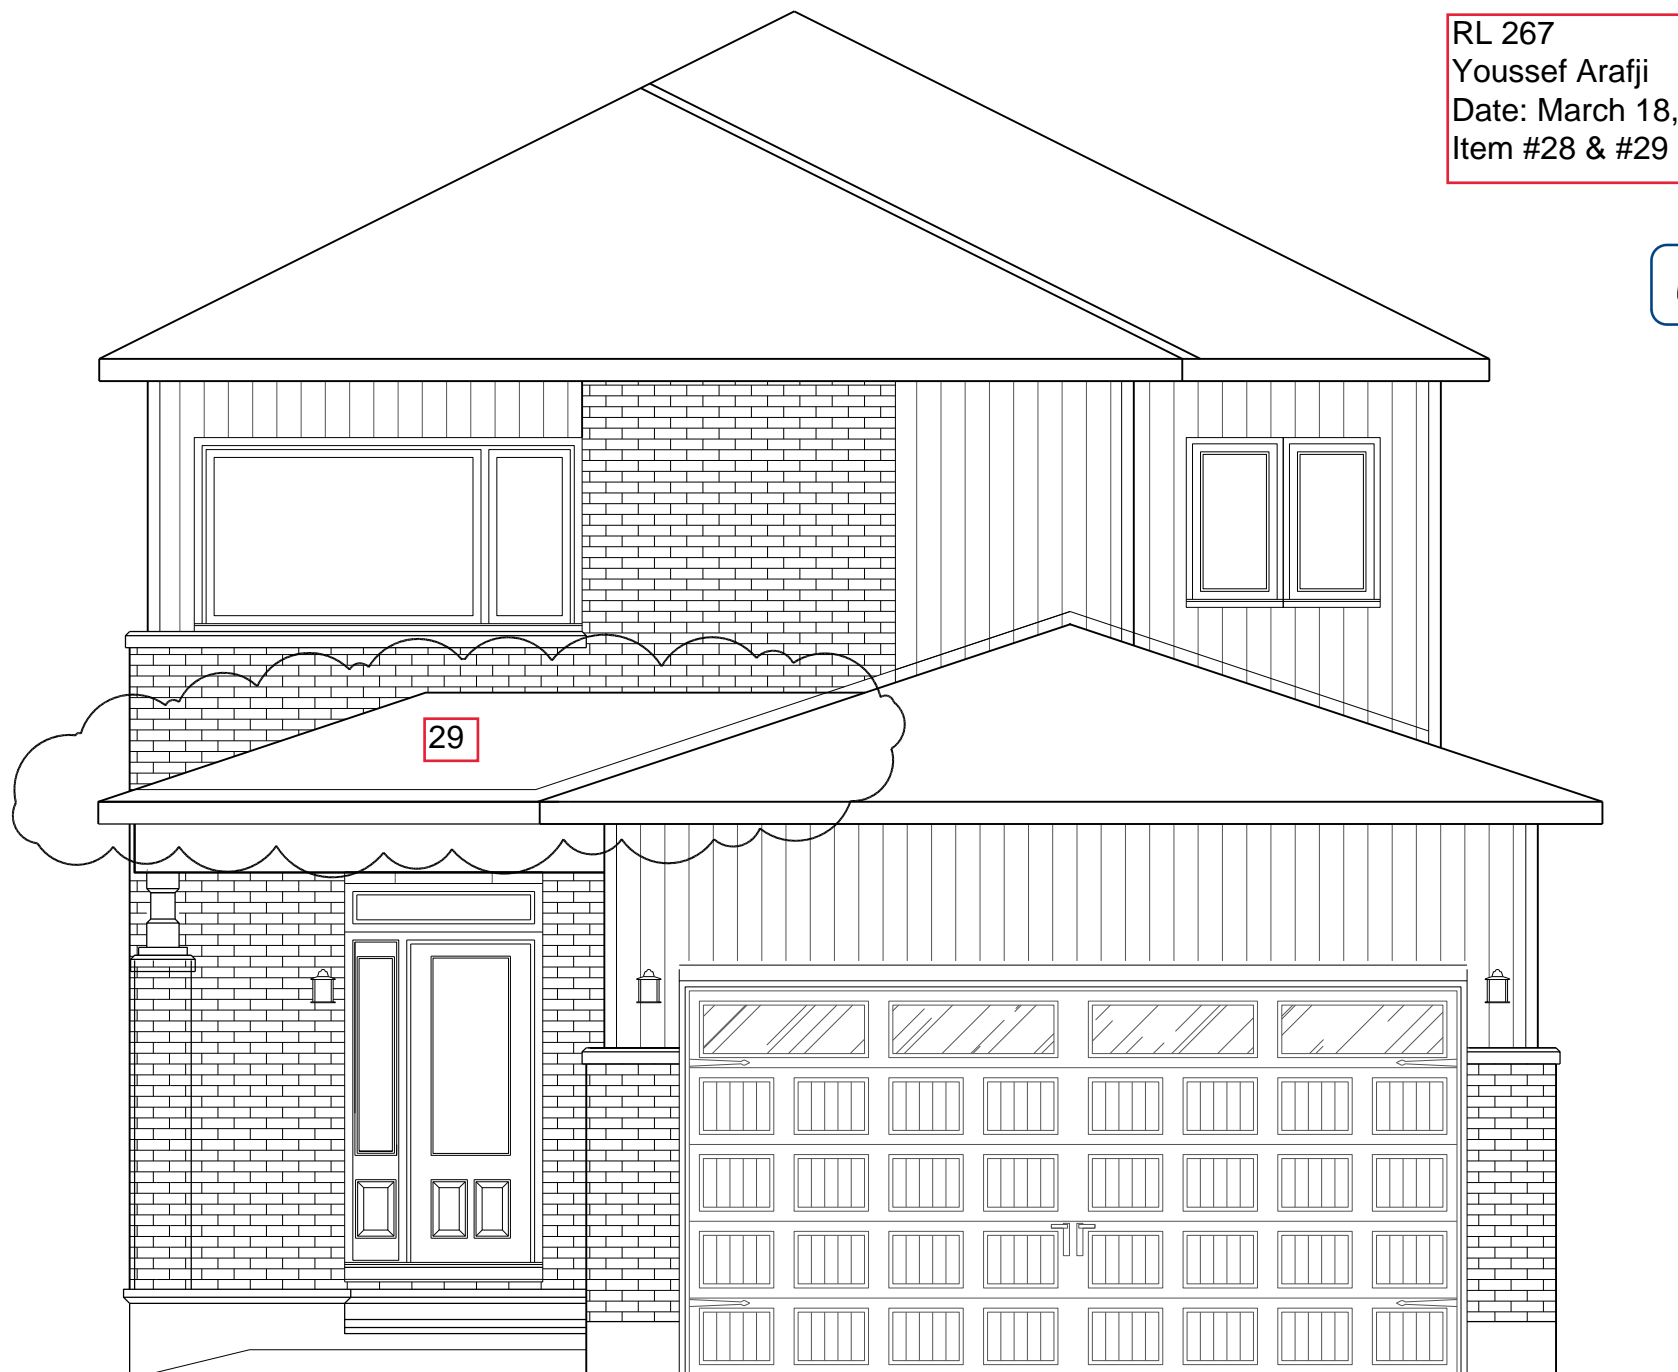 RL 267
Youssef Arafji
Date: March 18,
Item #28 & #29
29